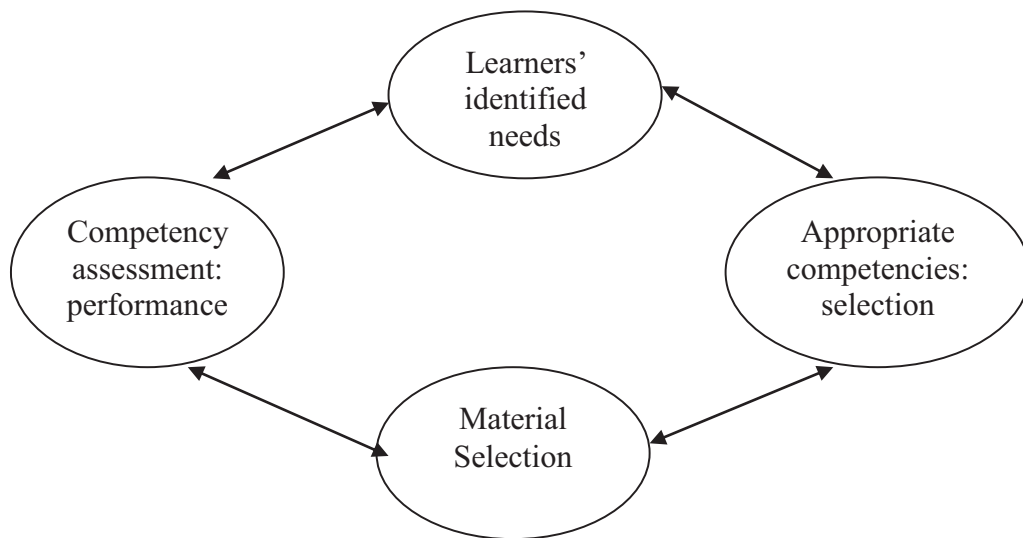 Learners’
identified
needs
Competency
assessment:
performance
Appropriate
competencies:
selection
Material
Selection